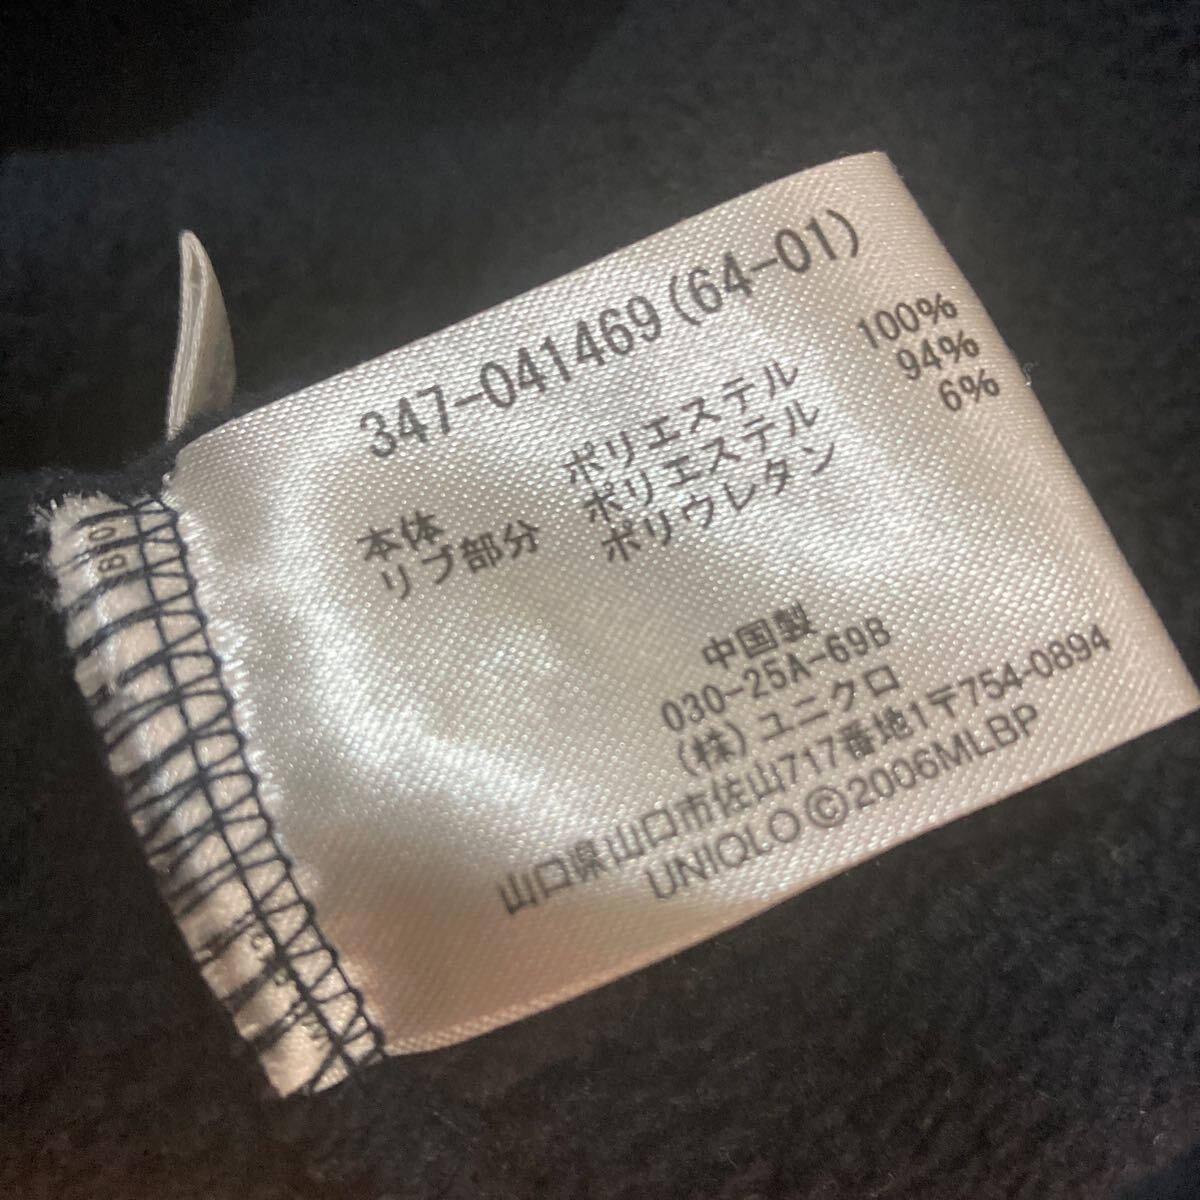 347-041469(64-01)
本体 ポリエステル 100%
リブ部分 ポリエステル 94%
ポリウレタン 6%
中国製
030-25A-69B
(株)ユニクロ
山口県山口市佐山717番地1〒754-0894
UNIQLO©2006MLBP